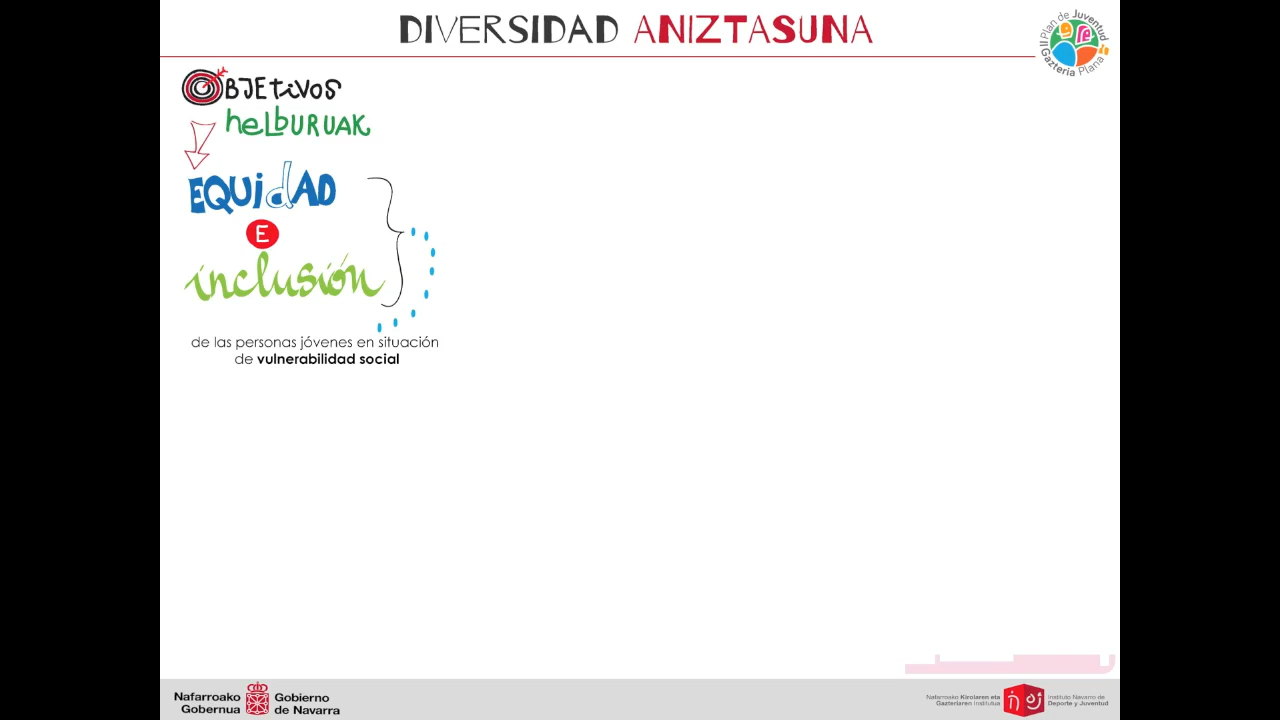 DIVERSIDAD ANIZTASUNA
II Plan de Juventud
Gazteria Plana
OBJETIVOS
helburuak
EQUIdAD
E
inclusión
de las personas jóvenes en situación
de vulnerabilidad social
Nafarroako
Gobernua
Gobierno
de Navarra
Nafarroako Kirolaren eta
Gazteriaren Institutua
Instituto Navarro de
Deporte y Juventud